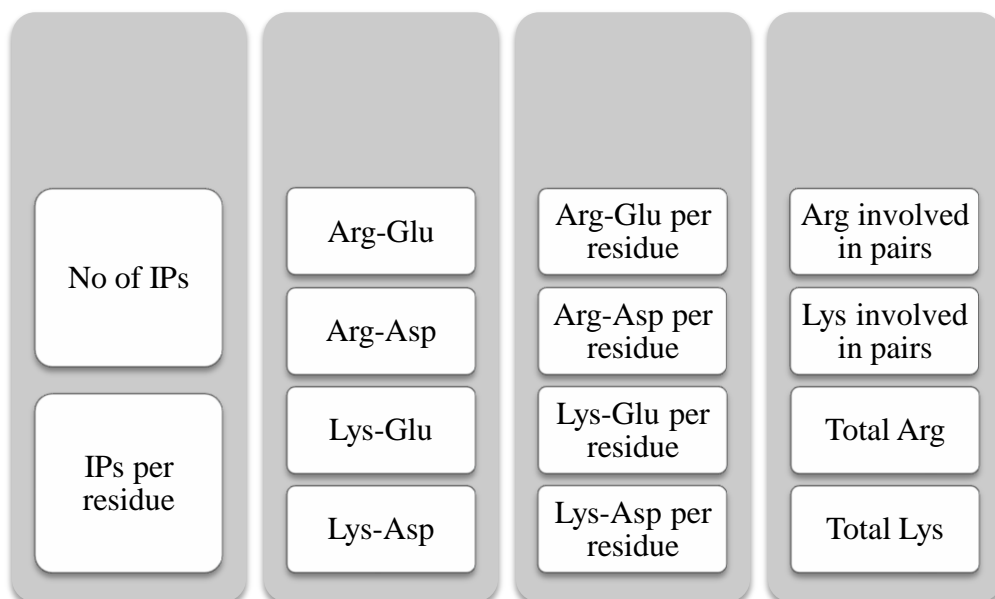 No of IPs
IPs per
residue
Arg-Glu
Arg-Asp
Lys-Glu
Lys-Asp
Arg-Glu per
residue
Arg-Asp per
residue
Lys-Glu per
residue
Lys-Asp per
residue
Arg involved
in pairs
Lys involved
in pairs
Total Arg
Total Lys